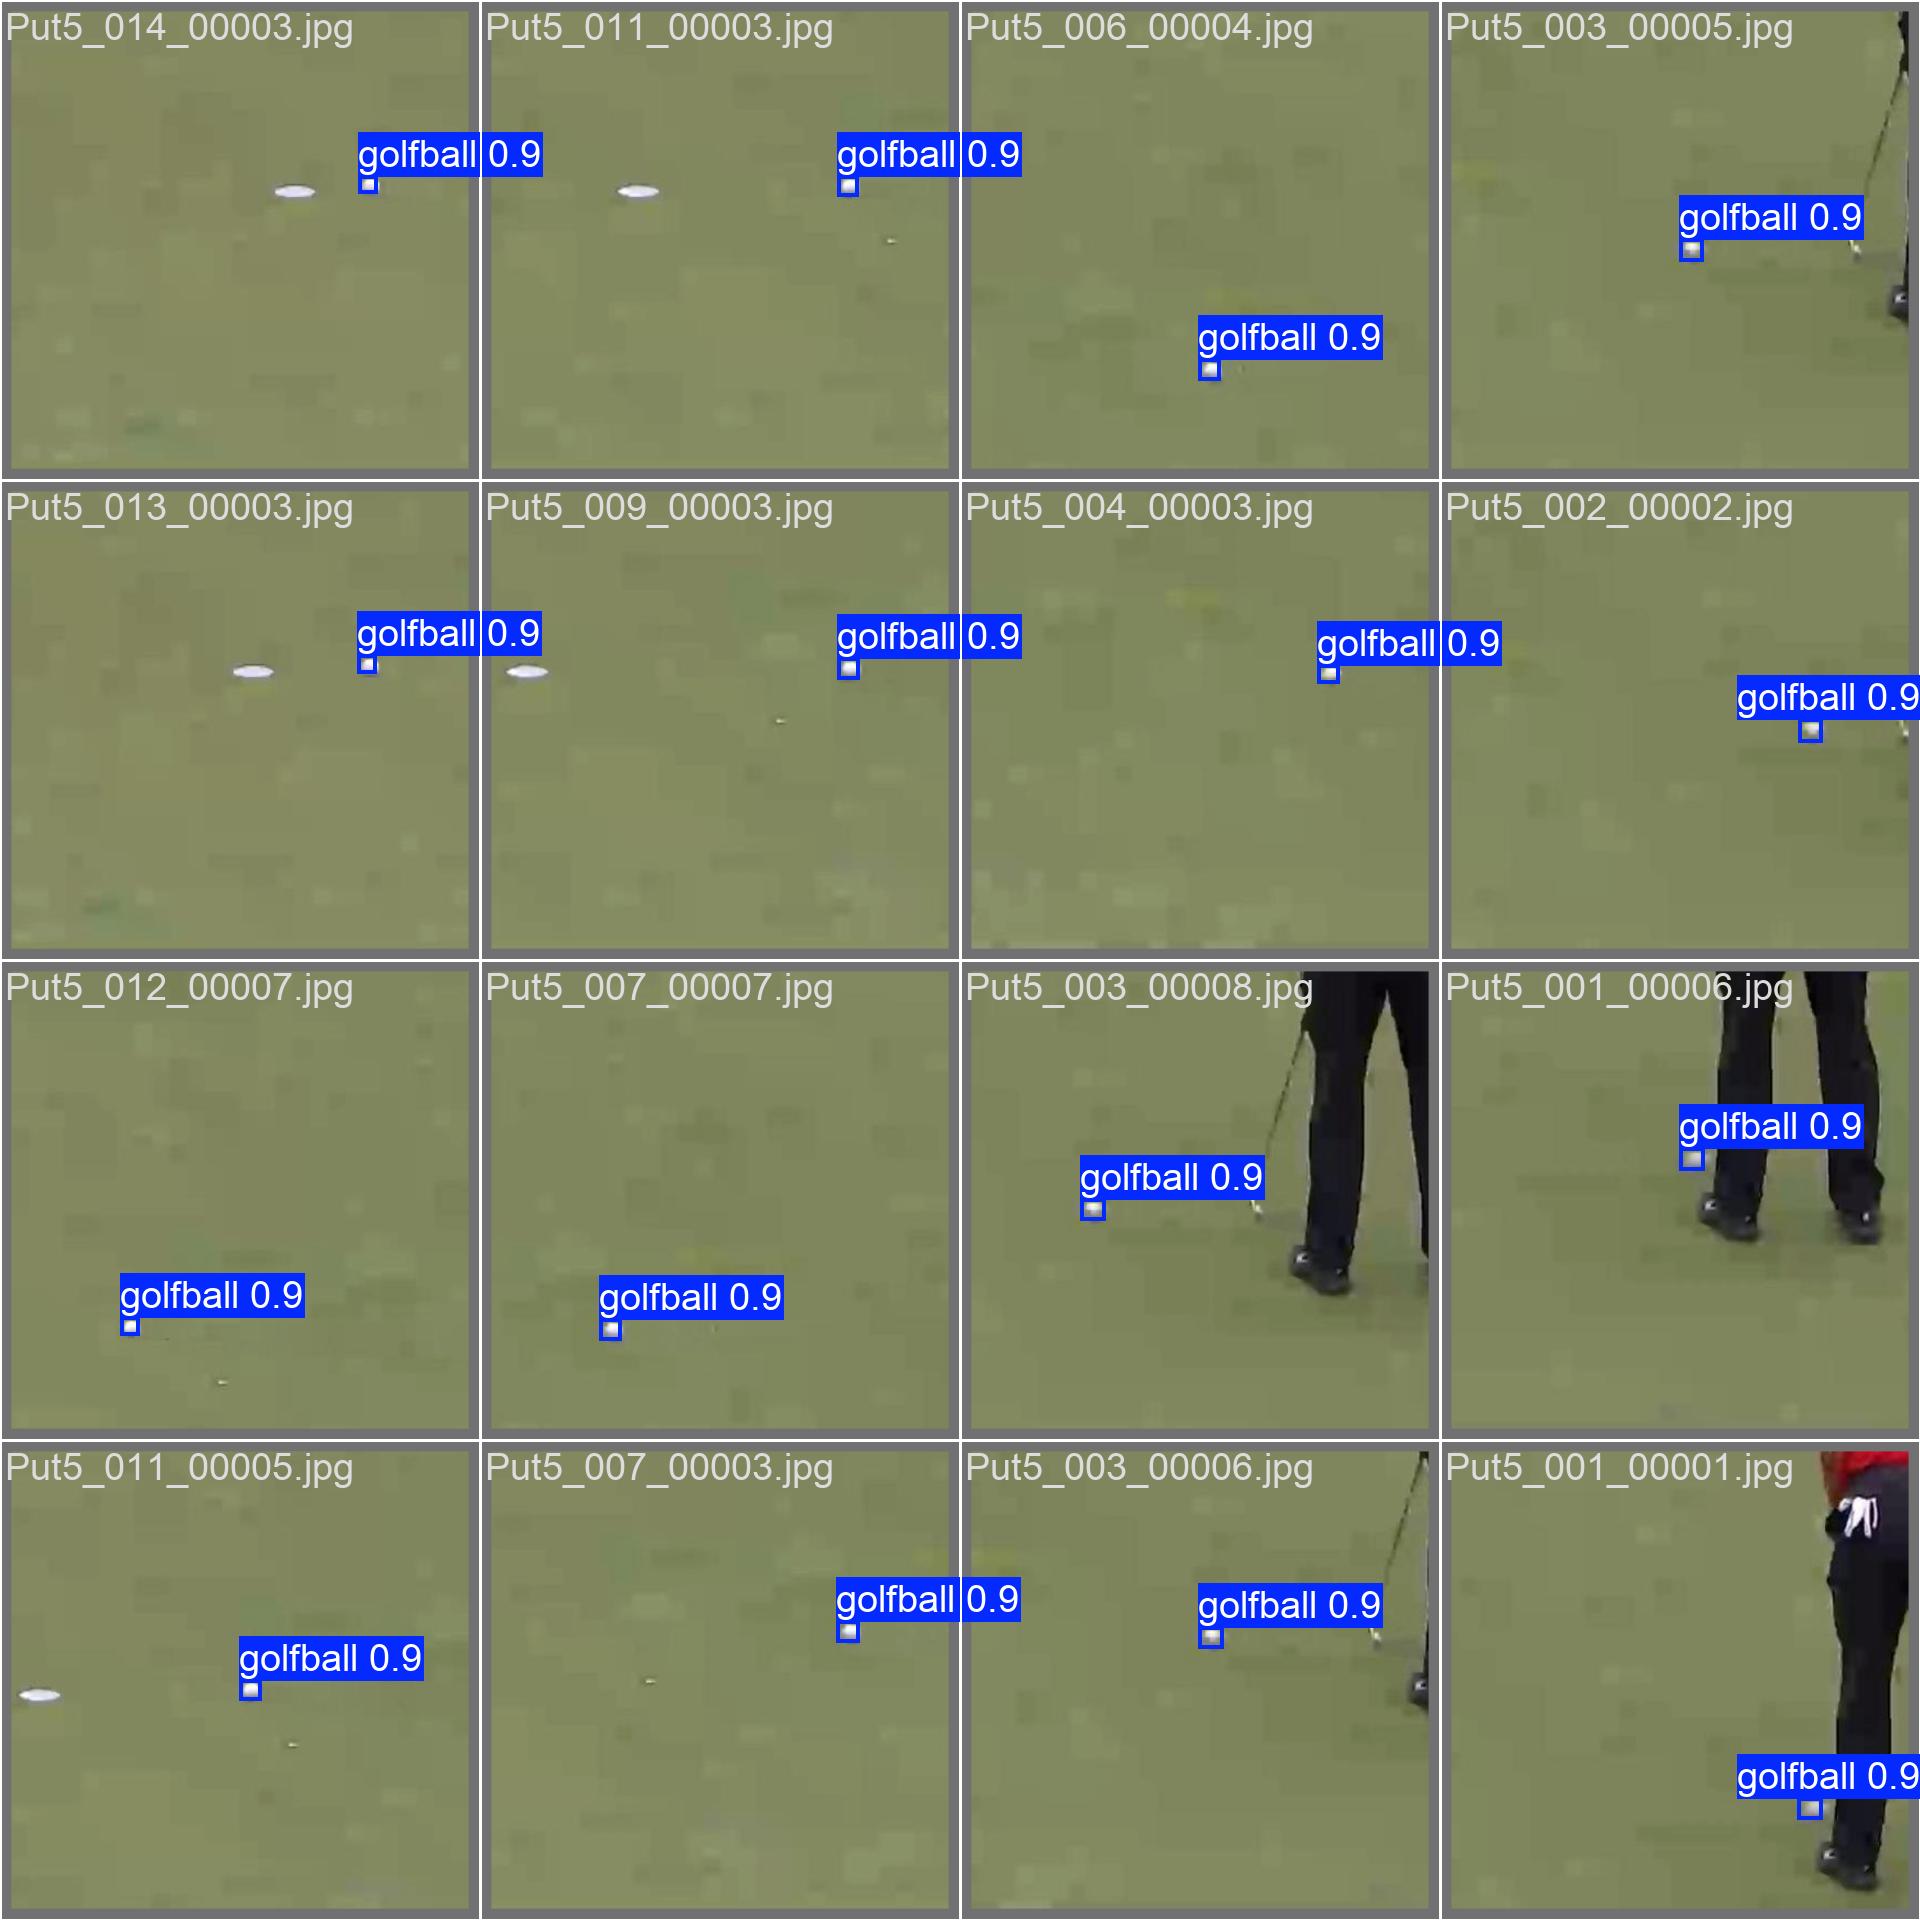 Put5_014_00003.jpg
golfball 0.9
Put5_011_00003.jpg
golfball 0.9
Put5_006_00004.jpg
golfball 0.9
Put5_003_00005.jpg
golfball 0.9
Put5_013_00003.jpg
golfball 0.9
Put5_009_00003.jpg
golfball 0.9
Put5_004_00003.jpg
golfball 0.9
Put5_002_00002.jpg
golfball 0.9
Put5_012_00007.jpg
golfball 0.9
Put5_007_00007.jpg
golfball 0.9
Put5_003_00008.jpg
golfball 0.9
Put5_001_00006.jpg
golfball 0.9
Put5_011_00005.jpg
golfball 0.9
Put5_007_00003.jpg
golfball 0.9
Put5_003_00006.jpg
golfball 0.9
Put5_001_00001.jpg
golfball 0.9